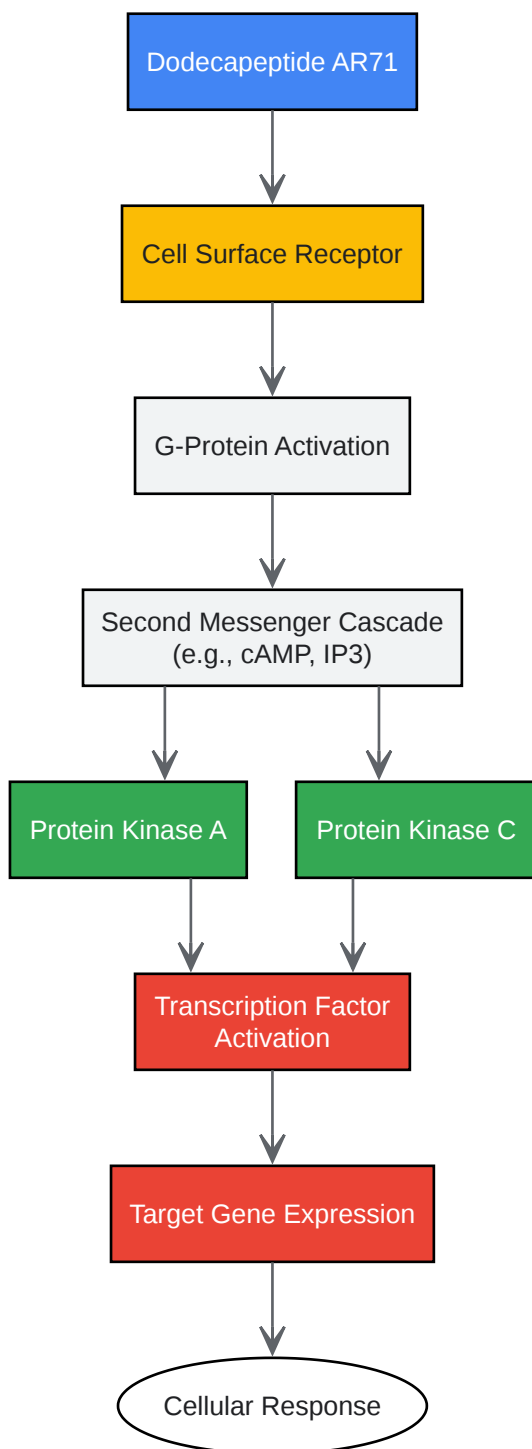 Dodecapeptide AR71
Cell Surface Receptor
G-Protein Activation
Second Messenger Cascade
(e.g., cAMP, IP3)
Protein Kinase A
Protein Kinase C
Transcription Factor
Activation
Target Gene Expression
Cellular Response